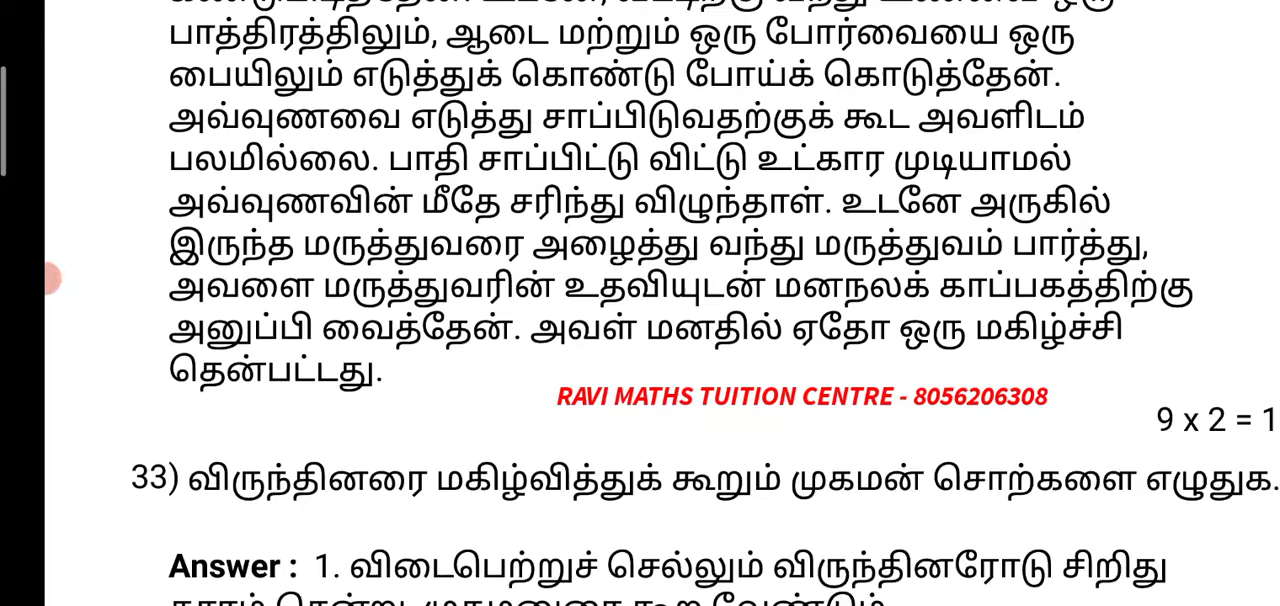 பாத்திரத்திலும், ஆடை மற்றும் ஒரு போர்வையை ஒரு
பையிலும் எடுத்துக் கொண்டு போய்க் கொடுத்தேன்.
அவ்வுணவை எடுத்து சாப்பிடுவதற்குக் கூட அவளிடம்
பலமில்லை. பாதி சாப்பிட்டு விட்டு உட்கார முடியாமல்
அவ்வுணவின் மீதே சரிந்து விழுந்தாள். உடனே அருகில்
இருந்த மருத்துவரை அழைத்து வந்து மருத்துவம் பார்த்து,
அவளை மருத்துவரின் உதவியுடன் மனநலக் காப்பகத்திற்கு
அனுப்பி வைத்தேன். அவள் மனதில் ஏதோ ஒரு மகிழ்ச்சி
தென்பட்டது.
RAVI MATHS TUITION CENTRE - 8056206308
9 x 2 = 1
33) விருந்தினரை மகிழ்வித்துக் கூறும் முகமன் சொற்களை எழுதுக.
Answer : 1. விடைபெற்றுச் செல்லும் விருந்தினரோடு சிறிது